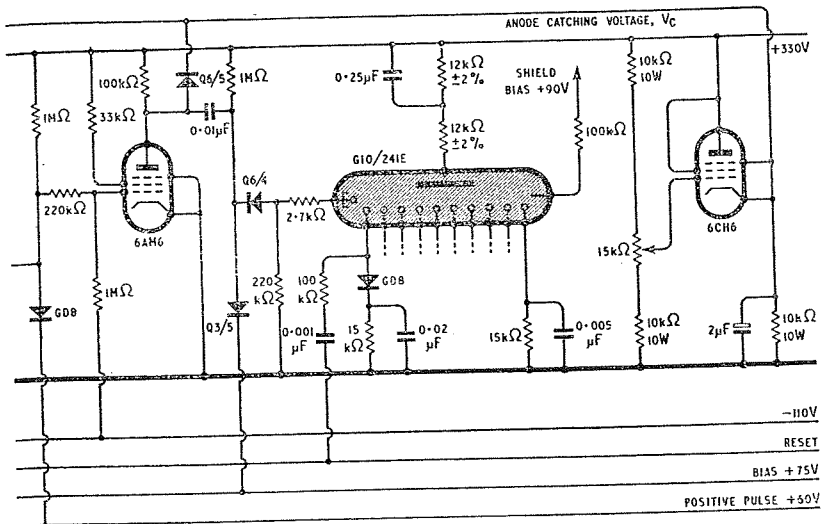 ANODE CATCHING VOLTAGE, VC
+330V
100kΩ
Q6/5
1MΩ
0·25μF
12kΩ
±2%
SHIELD
BIAS +90V
10kΩ
10W
1MΩ
33kΩ
0·01μF
12kΩ
±2%
100kΩ
G10/241E
Q6/4
220kΩ
2·7kΩ
6AM6
6CH6
15kΩ
1MΩ
GD8
220
kΩ
100
kΩ
GD8
Q3/5
0·001
μF
15
kΩ
0·02
μF
15kΩ
0·005
μF
10kΩ
10W
2μF
10kΩ
10W
-110V
RESET
BIAS +75V
POSITIVE PULSE +60V